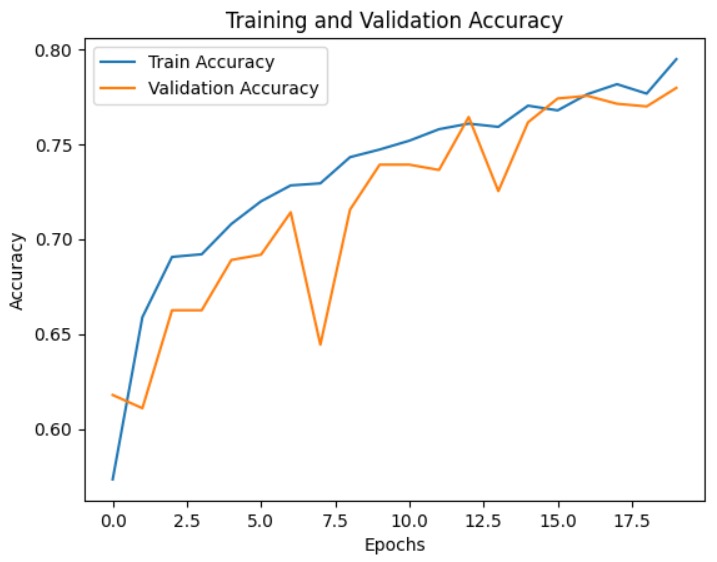 Training and Validation Accuracy
Train Accuracy
Validation Accuracy
0.80
0.75
0.70
0.65
0.60
Accuracy
0.0 2.5 5.0 7.5 10.0 12.5 15.0 17.5
Epochs